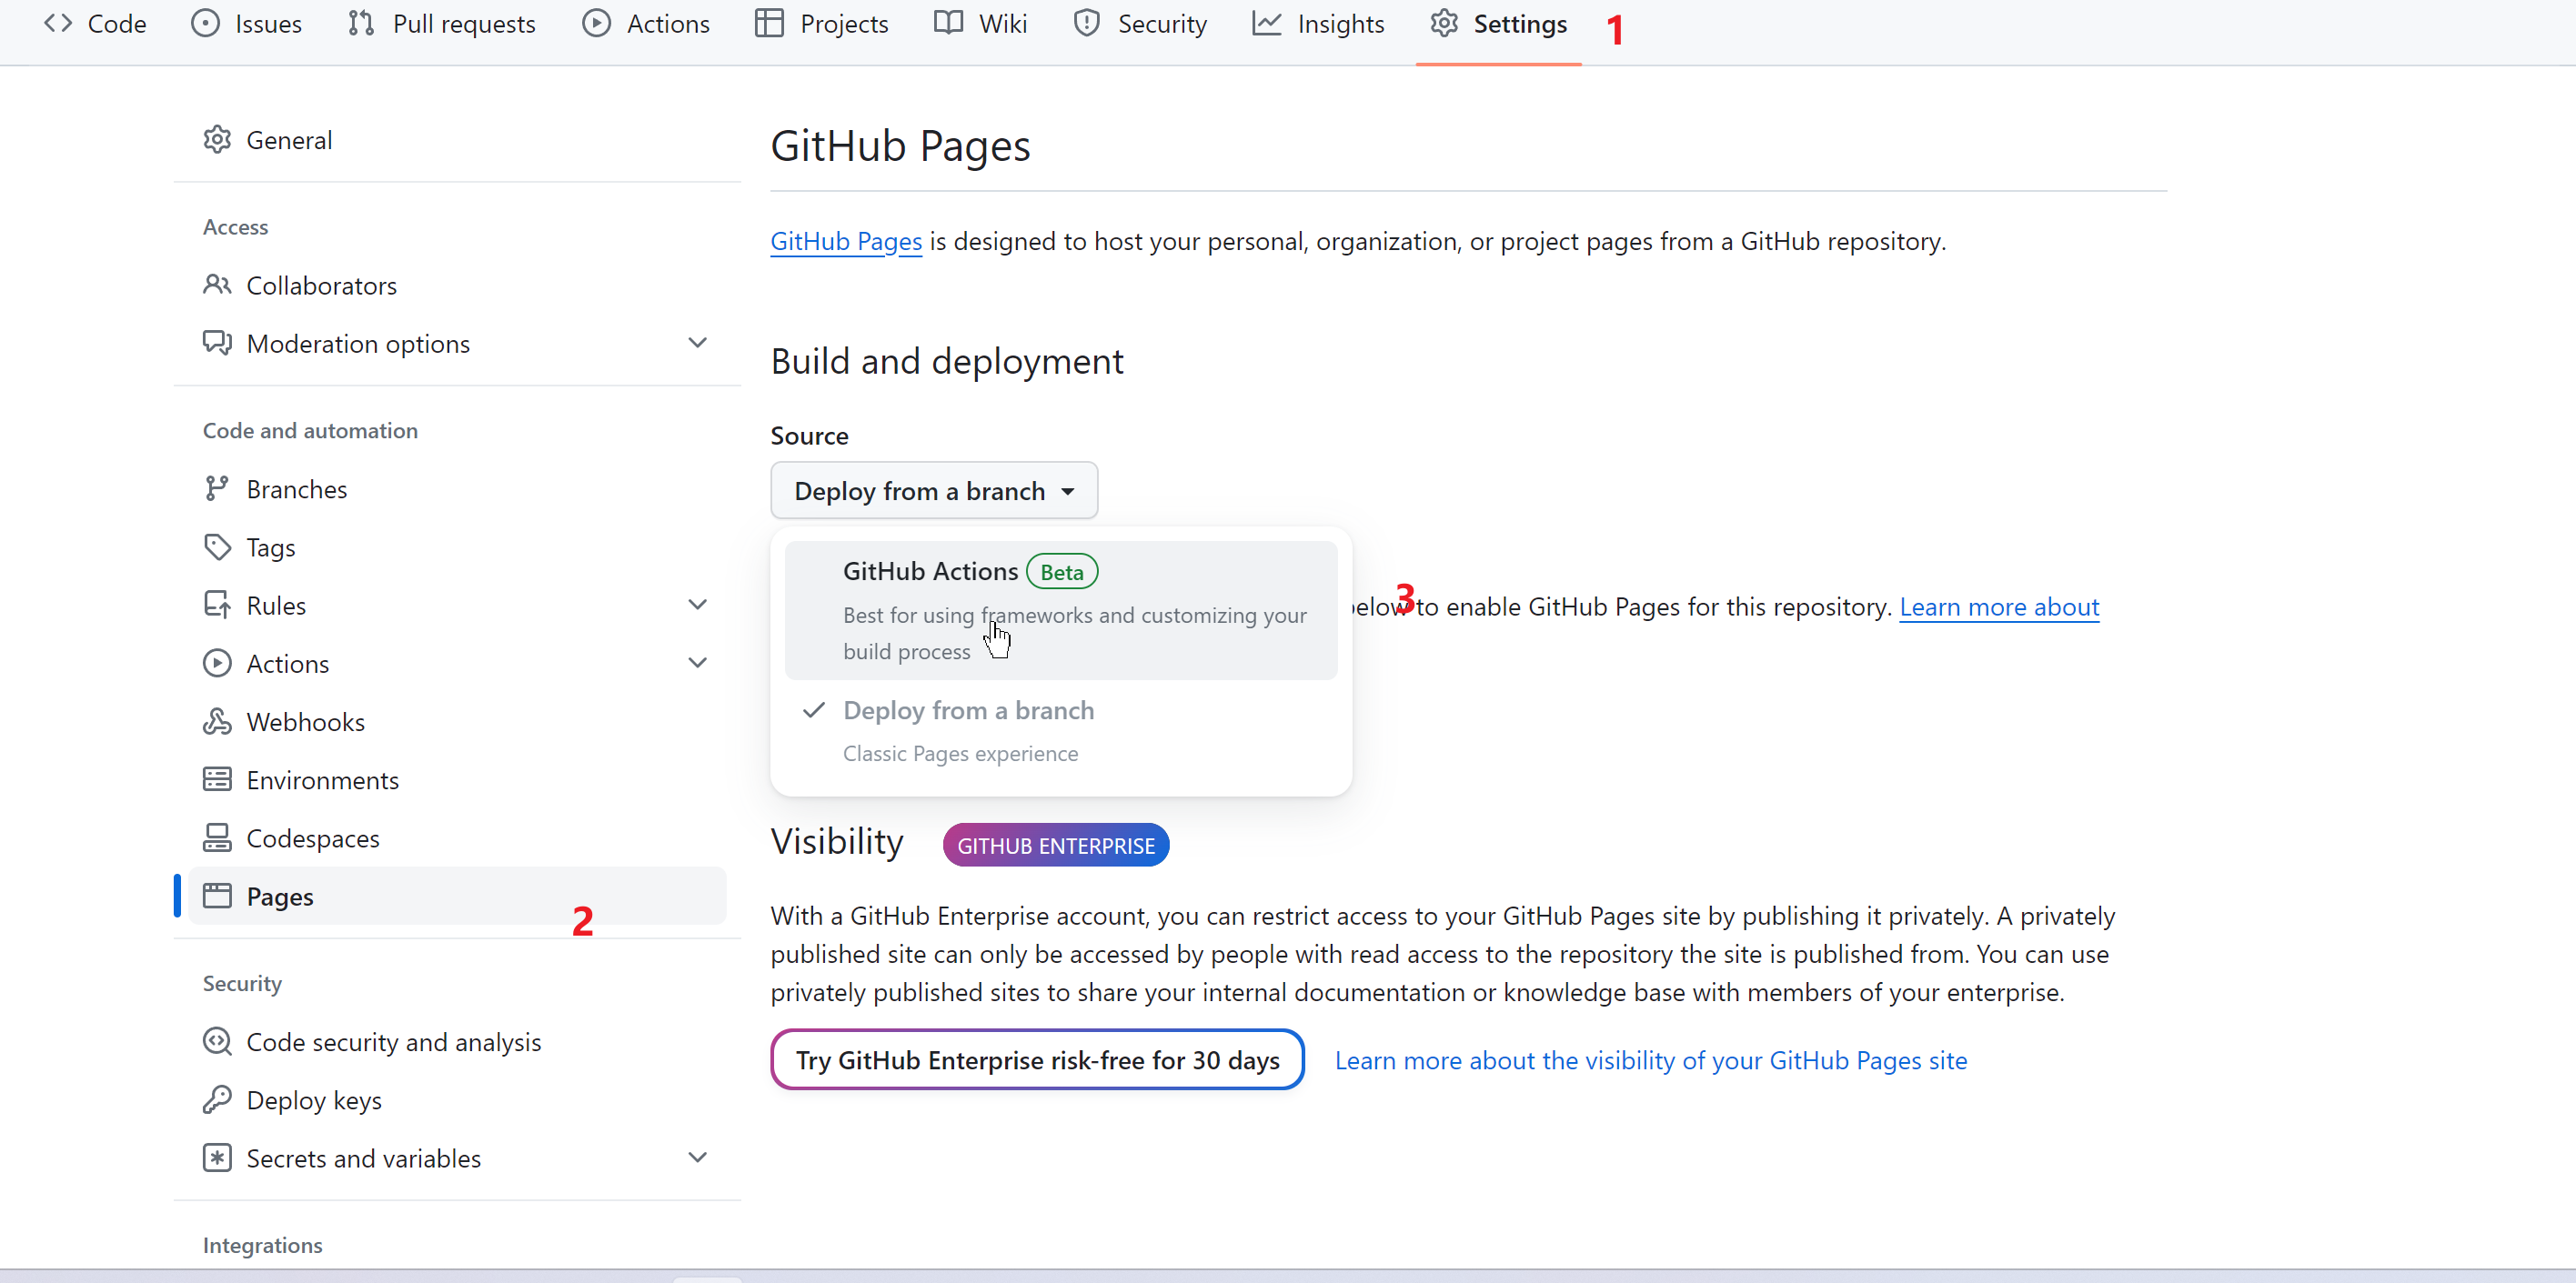 Code Issues Pull requests Actions Projects Wiki Security Insights Settings 1
General
Access
Collaborators
Moderation options
Code and automation
Branches
Tags
Rules
Actions
Webhooks
Environments
Codespaces
Pages 2
Security
Code security and analysis
Deploy keys
Secrets and variables
Integrations
GitHub Pages
GitHub Pages is designed to host your personal, organization, or project pages from a GitHub repository.
Build and deployment
Source
Deploy from a branch
GitHub Actions Beta
Best for using frameworks and customizing your
build process
3
to enable GitHub Pages for this repository. Learn more about
Deploy from a branch
Classic Pages experience
Visibility GITHUB ENTERPRISE
With a GitHub Enterprise account, you can restrict access to your GitHub Pages site by publishing it privately. A privately
published site can only be accessed by people with read access to the repository the site is published from. You can use
privately published sites to share your internal documentation or knowledge base with members of your enterprise.
Try GitHub Enterprise risk-free for 30 days Learn more about the visibility of your GitHub Pages site